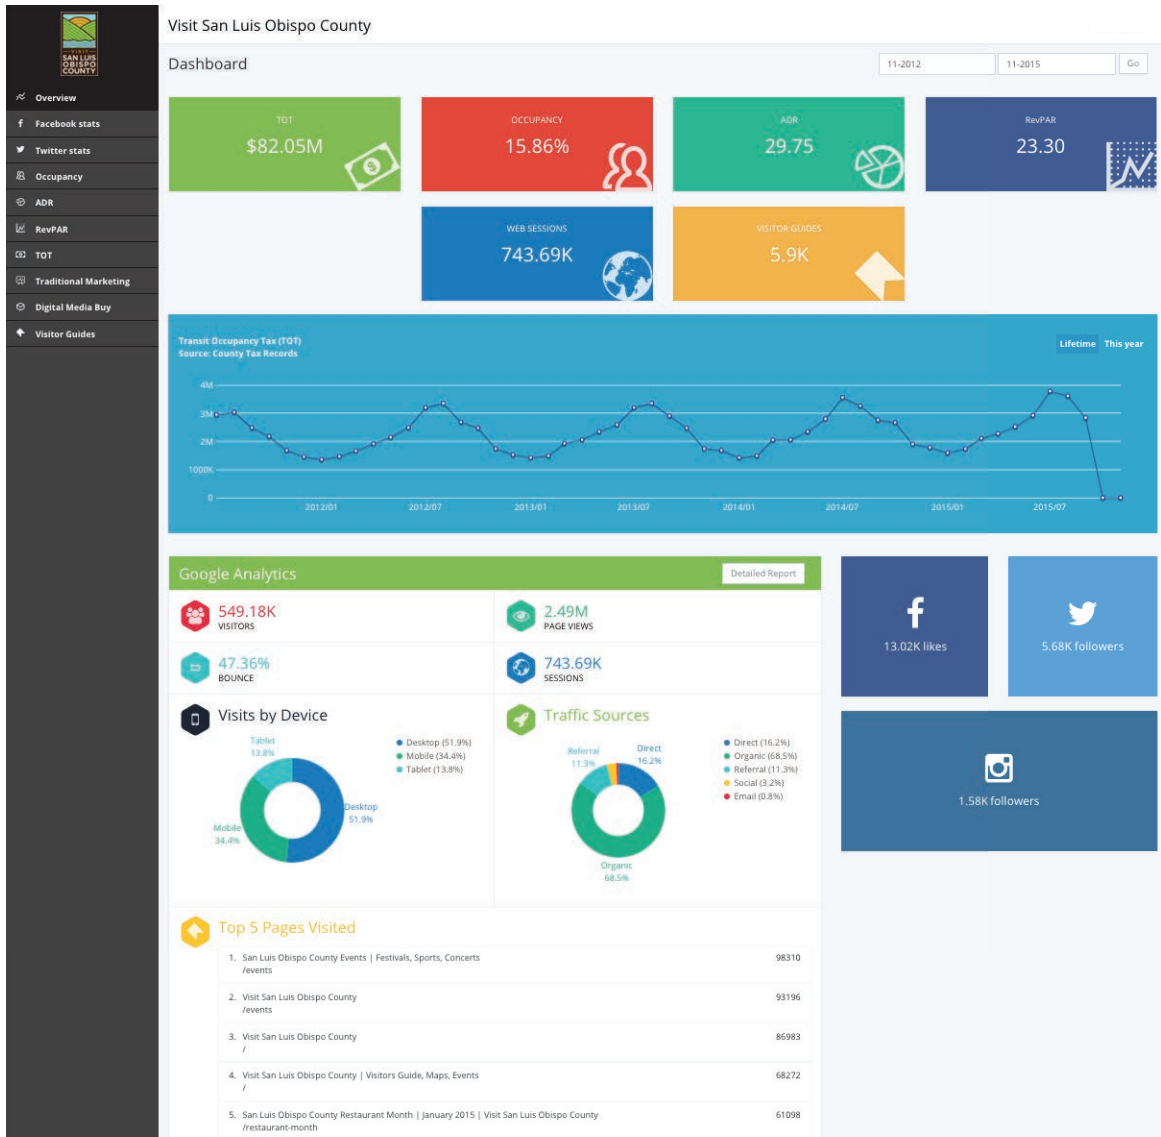 Visit San Luis Obispo County
VISIT
SAN LUIS
OBISPO
COUNTY
Dashboard
11-2012
11-2015
Go
Overview
Facebook stats
Twitter stats
Occupancy
ADR
RevPAR
TOT
Traditional Marketing
Digital Media Buy
Visitor Guides
TOT
$82.05M
OCCUPANCY
15.86%
ADR
29.75
RevPAR
23.30
WEB SESSIONS
743.69K
VISITOR GUIDES
5.9K
Transit Occupancy Tax (TOT)
Source: County Tax Records
Lifetime This year
4M
3M
2M
1000K
0
2012/01 2012/07 2013/01 2013/07 2014/01 2014/07 2015/01 2015/07
Google Analytics
Detailed Report
549.18K
VISITORS
2.49M
PAGE VIEWS
47.36%
BOUNCE
743.69K
SESSIONS
Visits by Device
Tablet
13.8%
Desktop
51.9%
Mobile
34.4%
Desktop (51.9%)
Mobile (34.4%)
Tablet (13.8%)
Traffic Sources
Referral
11.3%
Direct
16.2%
Organic
68.5%
Direct (16.2%)
Organic (68.5%)
Referral (11.3%)
Social (3.2%)
Email (0.8%)
13.02K likes
5.68K followers
1.58K followers
Top 5 Pages Visited
1. San Luis Obispo County Events | Festivals, Sports, Concerts 98310
/events
2. Visit San Luis Obispo County 93196
/events
3. Visit San Luis Obispo County 86983
/
4. Visit San Luis Obispo County | Visitors Guide, Maps, Events 68272
/
5. San Luis Obispo County Restaurant Month | January 2015 | Visit San Luis Obispo County 61098
/restaurant-month